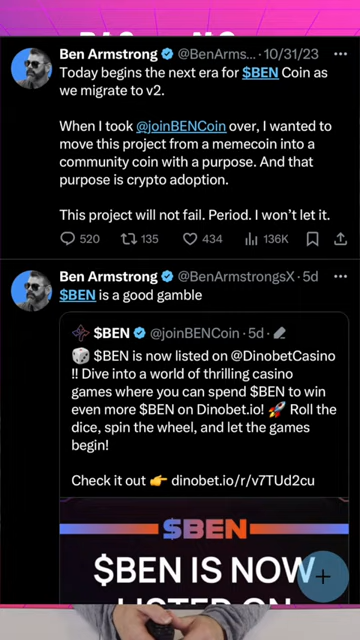 Ben Armstrong @BenArms... ·10/31/23 ...
Today begins the next era for $BEN Coin as
we migrate to v2.
When I took @joinBENCoin over, I wanted to
move this project from a memecoin into a
community coin with a purpose. And that
purpose is crypto adoption.
This project will not fail. Period. I won't let it.
520 135 434 136K
Ben Armstrong @BenArmstrongsX · 5d ...
$BEN is a good gamble
$BEN @joinBENCoin · 5d ·
🎲 $BEN is now listed on @DinobetCasino
!! Dive into a world of thrilling casino
games where you can spend $BEN to win
even more $BEN on Dinobet.io! 🚀 Roll the
dice, spin the wheel, and let the games
begin!
Check it out 👉 dinobet.io/r/v7TUd2cu
$BEN
$BEN IS NOW
LISTED ON